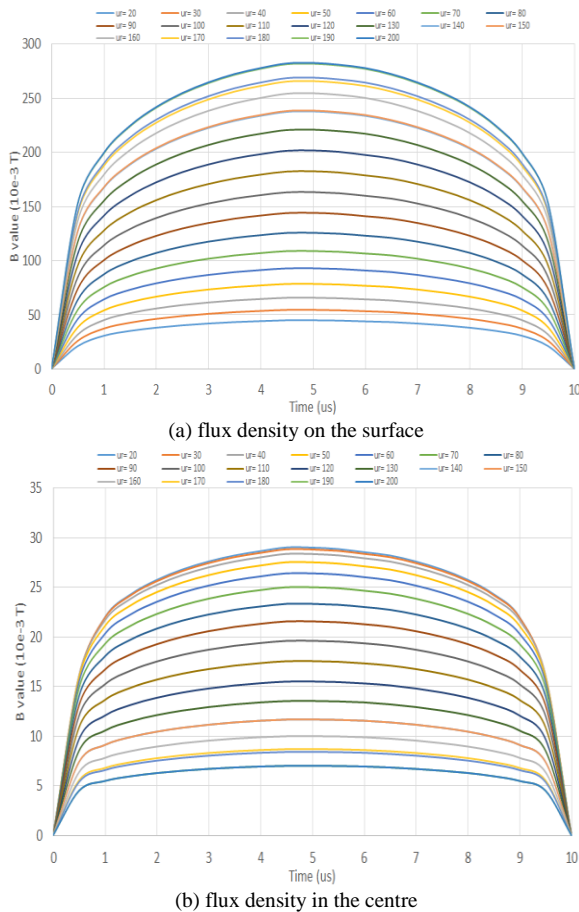 ur= 20 ur= 30 ur= 40 ur= 50 ur= 60 ur= 70 ur= 80
ur= 90 ur= 100 ur= 110 ur= 120 ur= 130 ur= 140 ur= 150
ur= 160 ur= 170 ur= 180 ur= 190 ur= 200
300
250
200
150
100
50
0
B value (10e-3 T)
0 1 2 3 4 5 6 7 8 9 10
Time (us)
(a) flux density on the surface
ur= 20 ur= 30 ur= 40 ur= 50 ur= 60 ur= 70 ur= 80
ur= 90 ur= 100 ur= 110 ur= 120 ur= 130 ur= 140 ur= 150
ur= 160 ur= 170 ur= 180 ur= 190 ur= 200
35
30
25
20
15
10
5
0
B value (10e-3 T)
0 1 2 3 4 5 6 7 8 9 10
Time (us)
(b) flux density in the centre